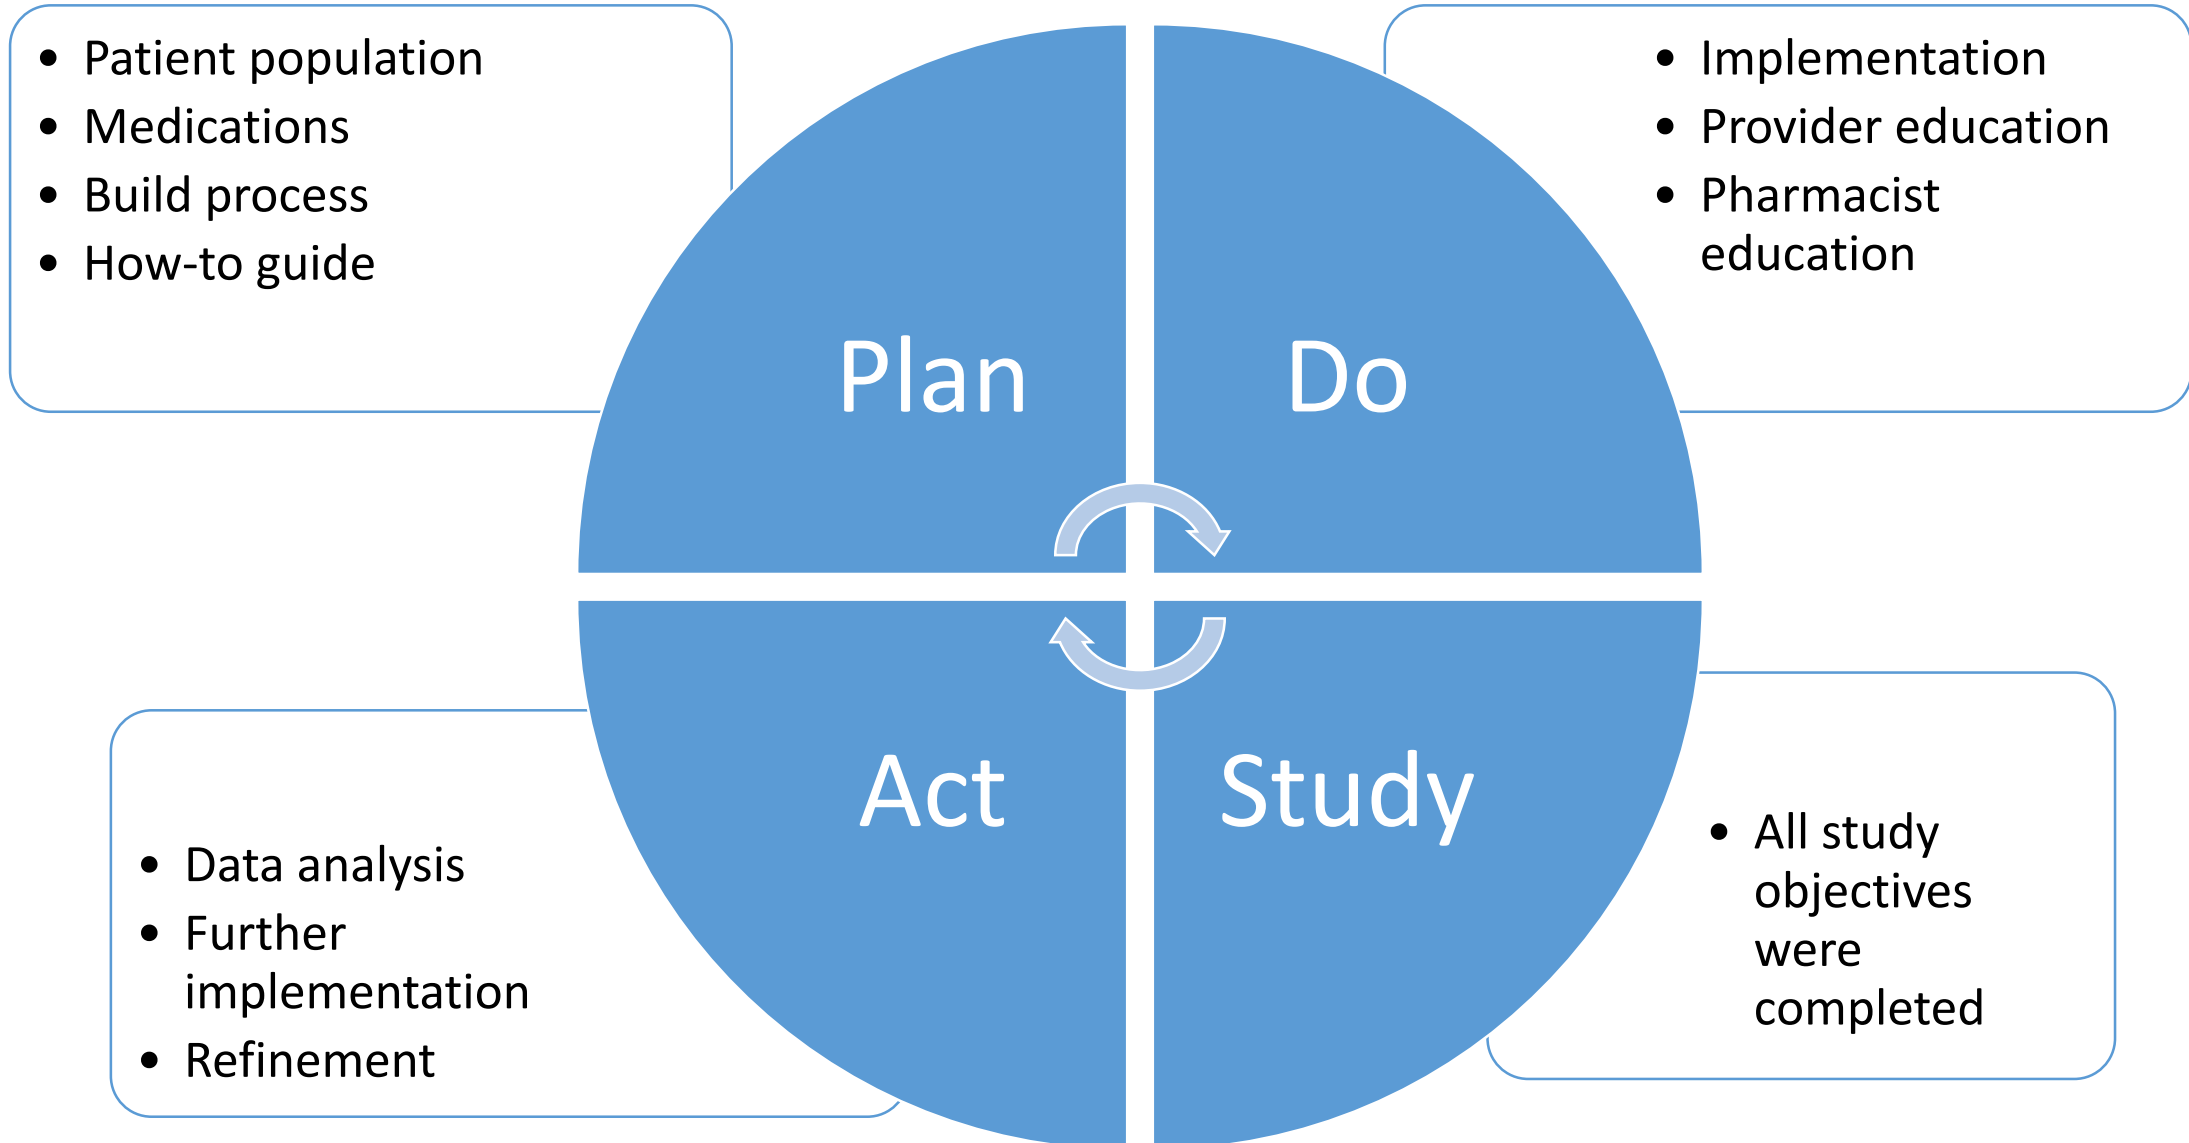 • Patient population
• Medications
• Build process
• How-to guide
Plan
Do
• Implementation
• Provider education
• Pharmacist
education
Act
• Data analysis
• Further
implementation
• Refinement
Study
• All study
objectives
were
completed